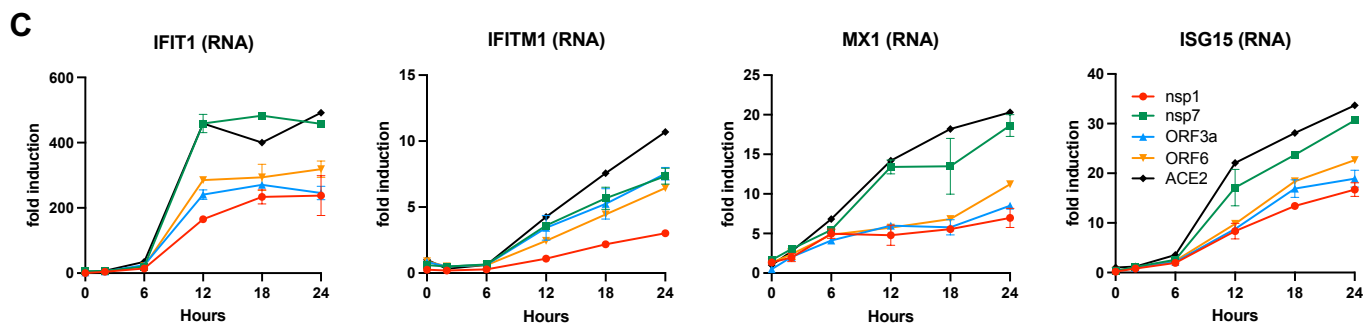 C
IFIT1 (RNA)
fold induction
600
400
200
0
0 6 12 18 24
Hours
IFITM1 (RNA)
fold induction
15
10
5
0
0 6 12 18 24
Hours
MX1 (RNA)
fold induction
25
20
15
10
5
0
0 6 12 18 24
Hours
ISG15 (RNA)
fold induction
40
30
20
10
0
0 6 12 18 24
Hours
nsp1
nsp7
ORF3a
ORF6
ACE2